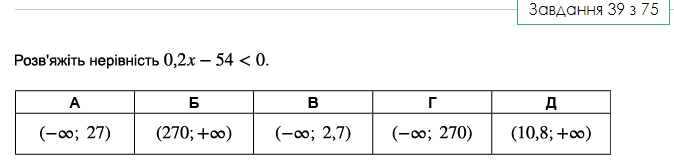 Завдання 39 з 75
Розв'яжіть нерівність 0,2x − 54 < 0.
А Б В Г Д
(−∞; 27) (270; +∞) (−∞; 2,7) (−∞; 270) (10,8; +∞)